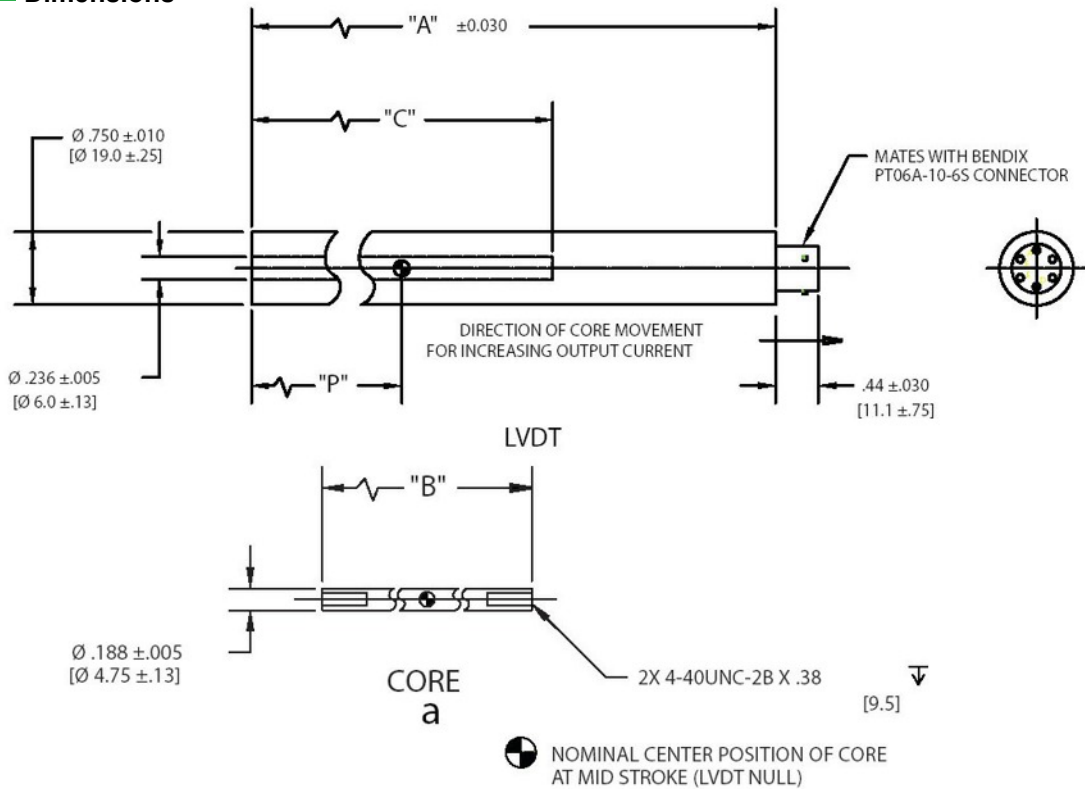 Dimensions
"A" ±0.030
"C"
Ø .750 ±.010
[Ø 19.0 ±.25]
MATES WITH BENDIX
PT06A-10-6S CONNECTOR
DIRECTION OF CORE MOVEMENT
FOR INCREASING OUTPUT CURRENT
Ø .236 ±.005
[Ø 6.0 ±.13]
"P"
.44 ±.030
[11.1 ±.75]
LVDT
"B"
Ø .188 ±.005
[Ø 4.75 ±.13]
CORE
a
2X 4-40UNC-2B X .38
[9.5]
NOMINAL CENTER POSITION OF CORE
AT MID STROKE (LVDT NULL)